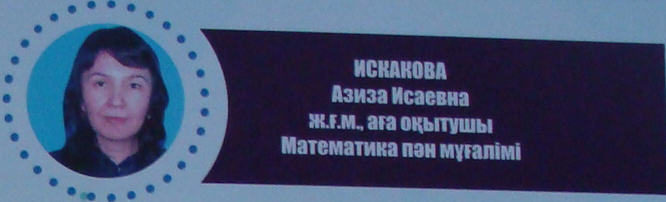 ИСКАКОВА
Азиза Исаевна
ж.ғ.м., аға оқытушы
Математика пән мұғалімі